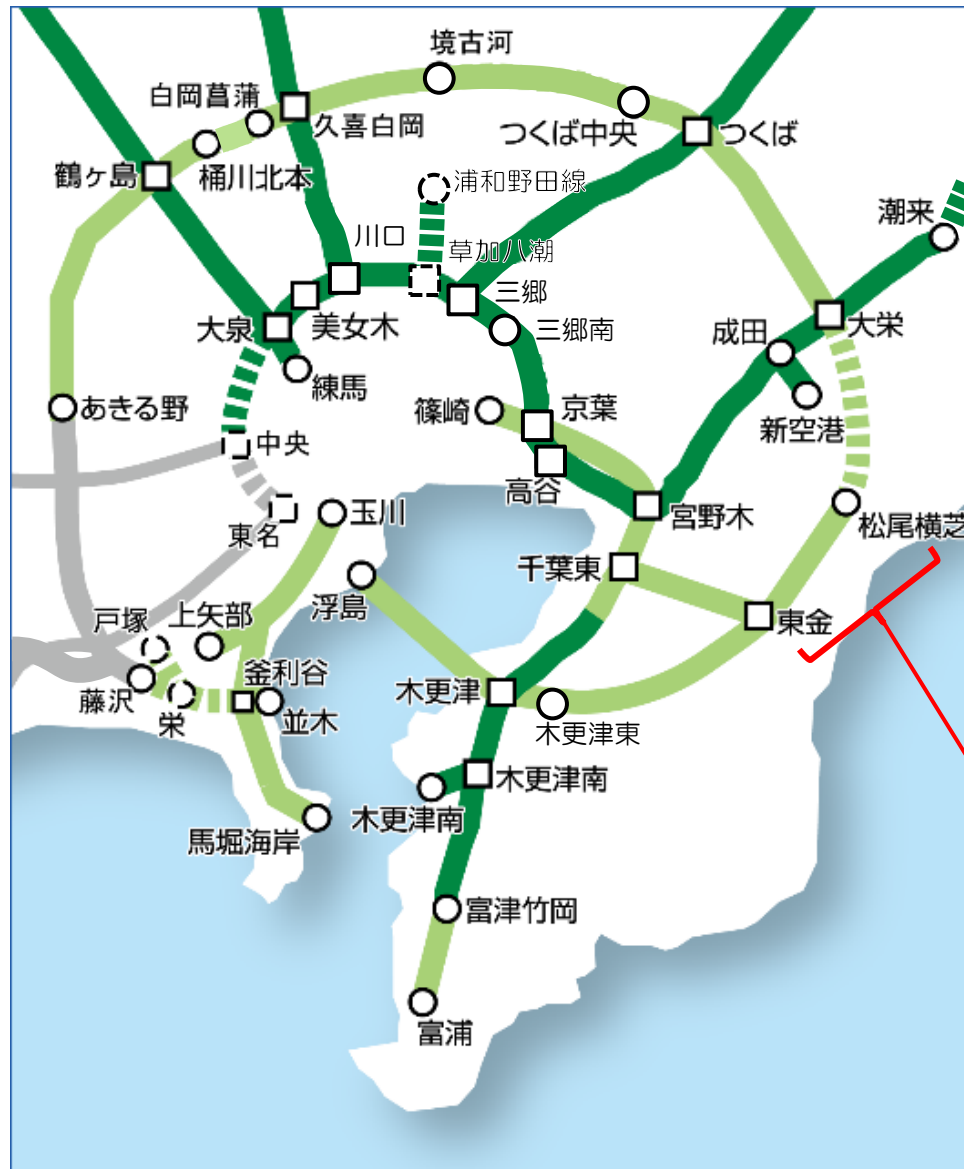 境古河
白岡菖蒲
久喜白岡
つくば中央
つくば
鶴ヶ島
桶川北本
浦和野田線
潮来
川口
草加八潮
三郷
大泉
美女木
三郷南
成田
大栄
練馬
あきる野
篠崎
京葉
新空港
中央
高谷
宮野木
玉川
東名
松尾横芝
千葉東
浮島
戸塚
上矢部
東金
釜利谷
木更津
藤沢
栄
並木
木更津東
木更津南
木更津南
馬堀海岸
富津竹岡
富浦